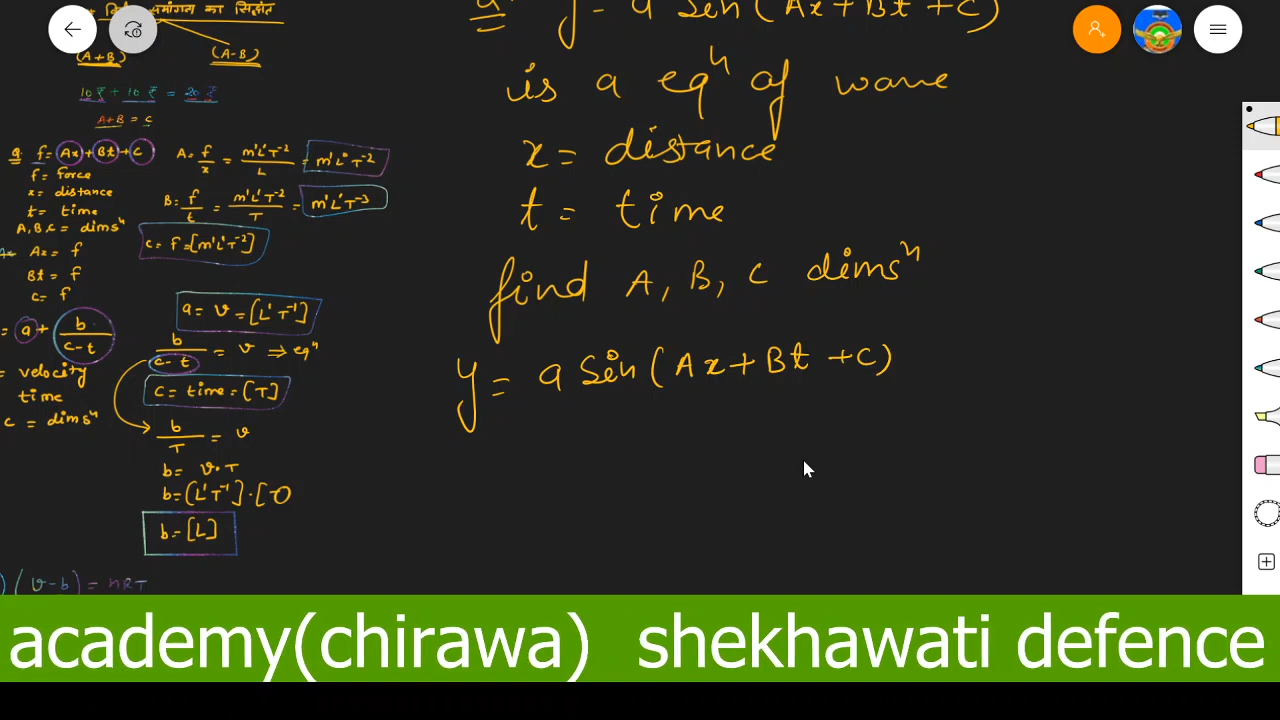 समांगता का सिद्धांत
(A+B) (A-B)
10₹ + 10₹ = 20₹
A+B = C
Q f= Ax + Bt + C
f= force
x= distance
t= time
A,B,C = dimsⁿ
Ax = f
Bt = f
C= f
A= f/x = m¹L¹T⁻²/L = m¹L⁰T⁻²
B= f/t = m¹L¹T⁻²/T = m¹L¹T⁻³
C= f =[m¹L¹T⁻²]
= a + b/(c-t)
= velocity
time
c = dimsⁿ
a = v = [L¹T⁻¹]
b/(c-t) = v ⇒ eqⁿ
C = time = [T]
b/T = v
b= v·T
b= [L¹T⁻¹]·[T]
b= [L]
(v-b) = nRT
Q. y= a Sin (Ax+Bt+C)
is a eqⁿ of wave
x= distance
t= time
find A, B, C dimsⁿ
y= a Sin (Ax+Bt+C)
academy(chirawa) shekhawati defence